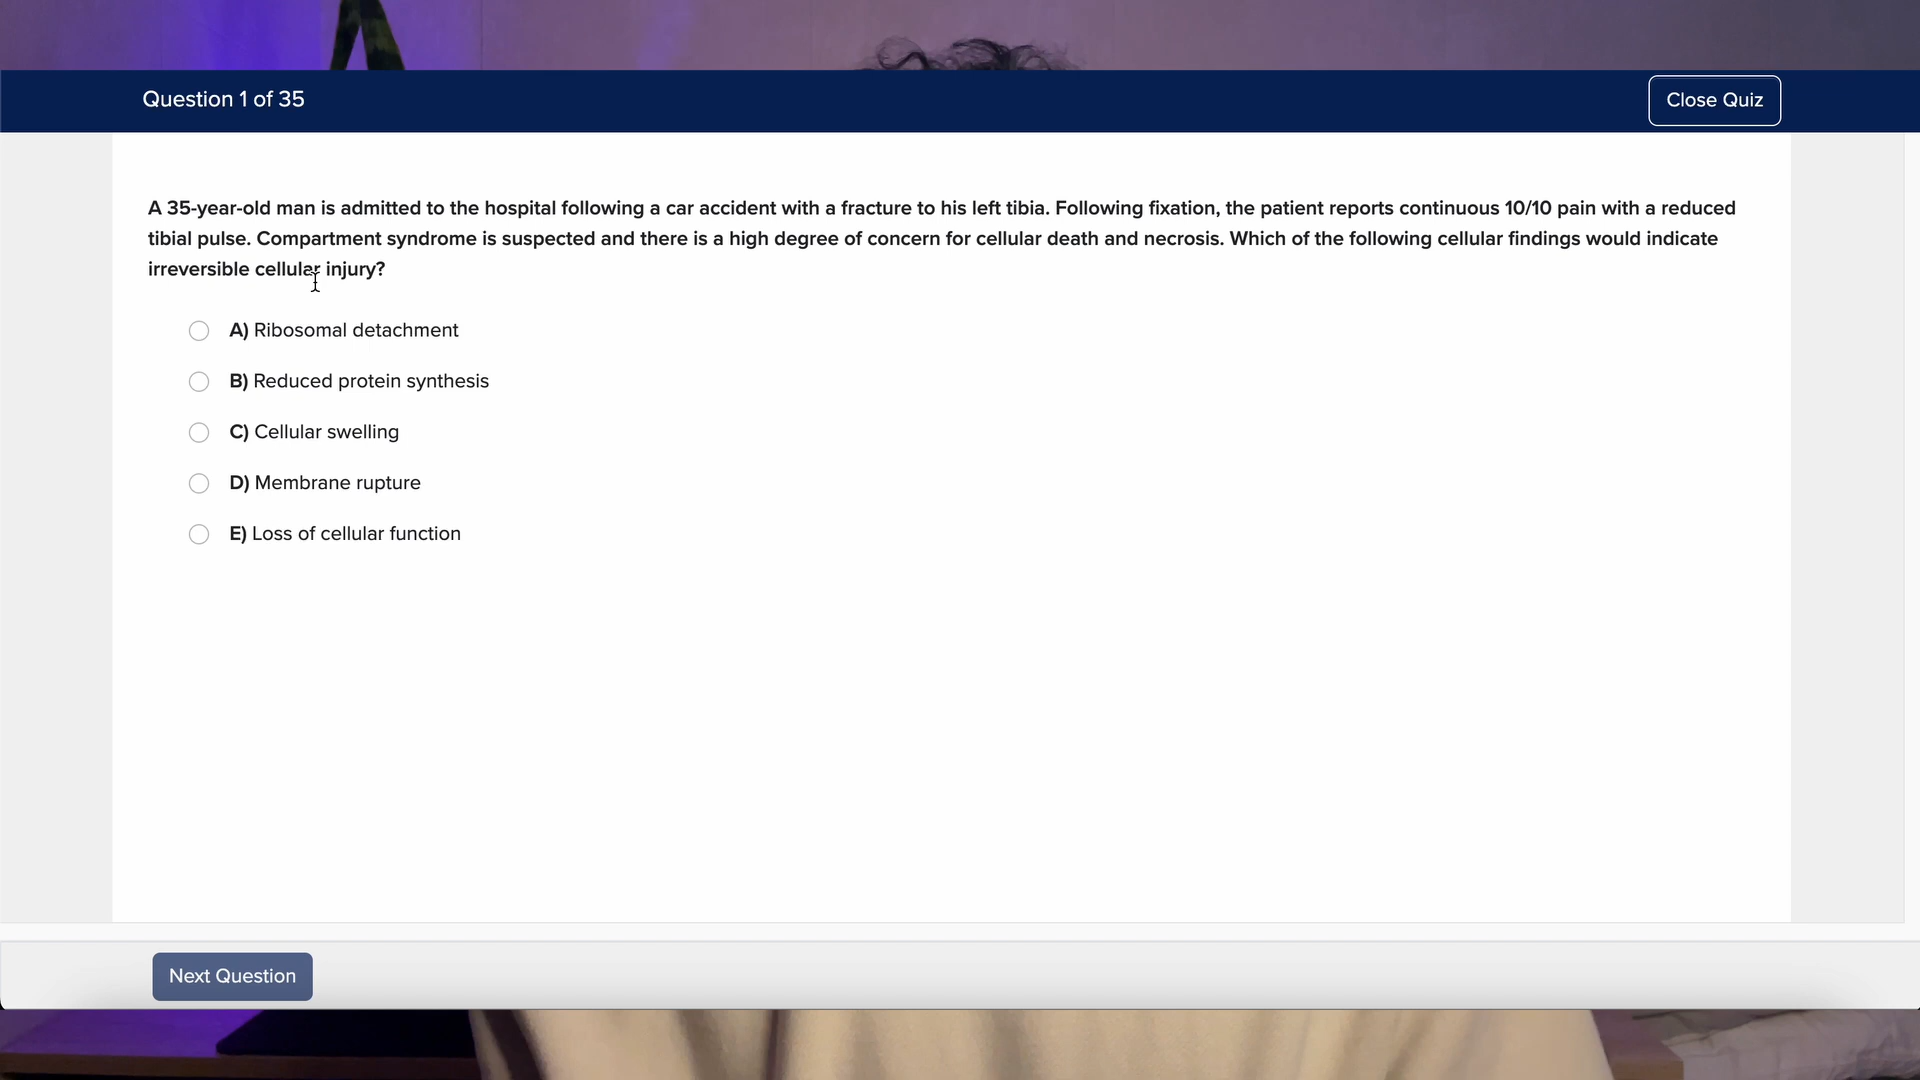 Question 1 of 35
Close Quiz
A 35-year-old man is admitted to the hospital following a car accident with a fracture to his left tibia. Following fixation, the patient reports continuous 10/10 pain with a reduced
tibial pulse. Compartment syndrome is suspected and there is a high degree of concern for cellular death and necrosis. Which of the following cellular findings would indicate
irreversible cellular injury?
A) Ribosomal detachment
B) Reduced protein synthesis
C) Cellular swelling
D) Membrane rupture
E) Loss of cellular function
Next Question